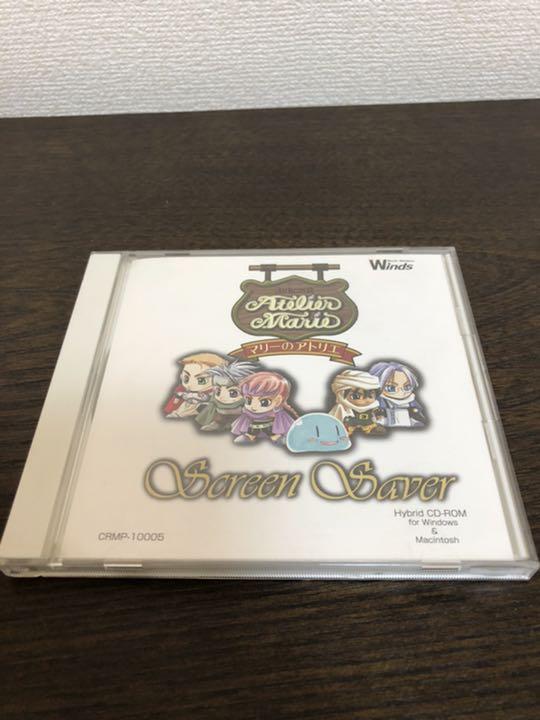 Winds
Atelier
Marie
マリーのアトリエ
Screen Saver
Hybrid CD-ROM
for Windows
&
Macintosh
CRMP-10005